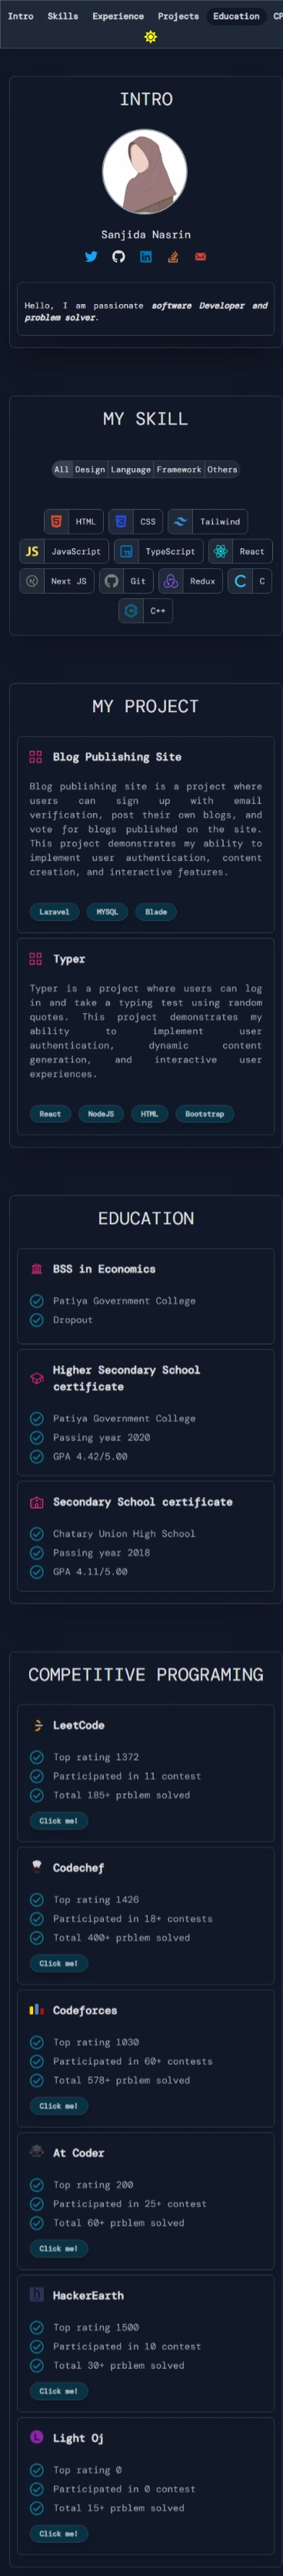 Intro Skills Experience Projects Education CP
INTRO
Sanjida Nasrin
Hello, I am passionate software Developer and
problem solver.
MY SKILL
All Design Language Framework Others
HTML CSS Tailwind
JS JavaScript TypeScript React
Next JS Git Redux C
C++
MY PROJECT
Blog Publishing Site
Blog publishing site is a project where
users can sign up with email
verification, post their own blogs, and
vote for blogs published on the site.
This project demonstrates my ability to
implement user authentication, content
creation, and interactive features.
Laravel MYSQL Blade
Typer
Typer is a project where users can log
in and take a typing test using random
quotes. This project demonstrates my
ability to implement user
authentication, dynamic content
generation, and interactive user
experiences.
React NodeJS HTML Bootstrap
EDUCATION
BSS in Economics
Patiya Government College
Dropout
Higher Secondary School
certificate
Patiya Government College
Passing year 2020
GPA 4.42/5.00
Secondary School certificate
Chatary Union High School
Passing year 2018
GPA 4.11/5.00
COMPETITIVE PROGRAMING
LeetCode
Top rating 1372
Participated in 11 contest
Total 185+ prblem solved
Click me!
Codechef
Top rating 1426
Participated in 18+ contests
Total 400+ prblem solved
Click me!
Codeforces
Top rating 1030
Participated in 60+ contests
Total 578+ prblem solved
Click me!
At Coder
Top rating 200
Participated in 25+ contest
Total 60+ prblem solved
Click me!
h HackerEarth
Top rating 1500
Participated in 10 contest
Total 30+ prblem solved
Click me!
L Light Oj
Top rating 0
Participated in 0 contest
Total 15+ prblem solved
Click me!